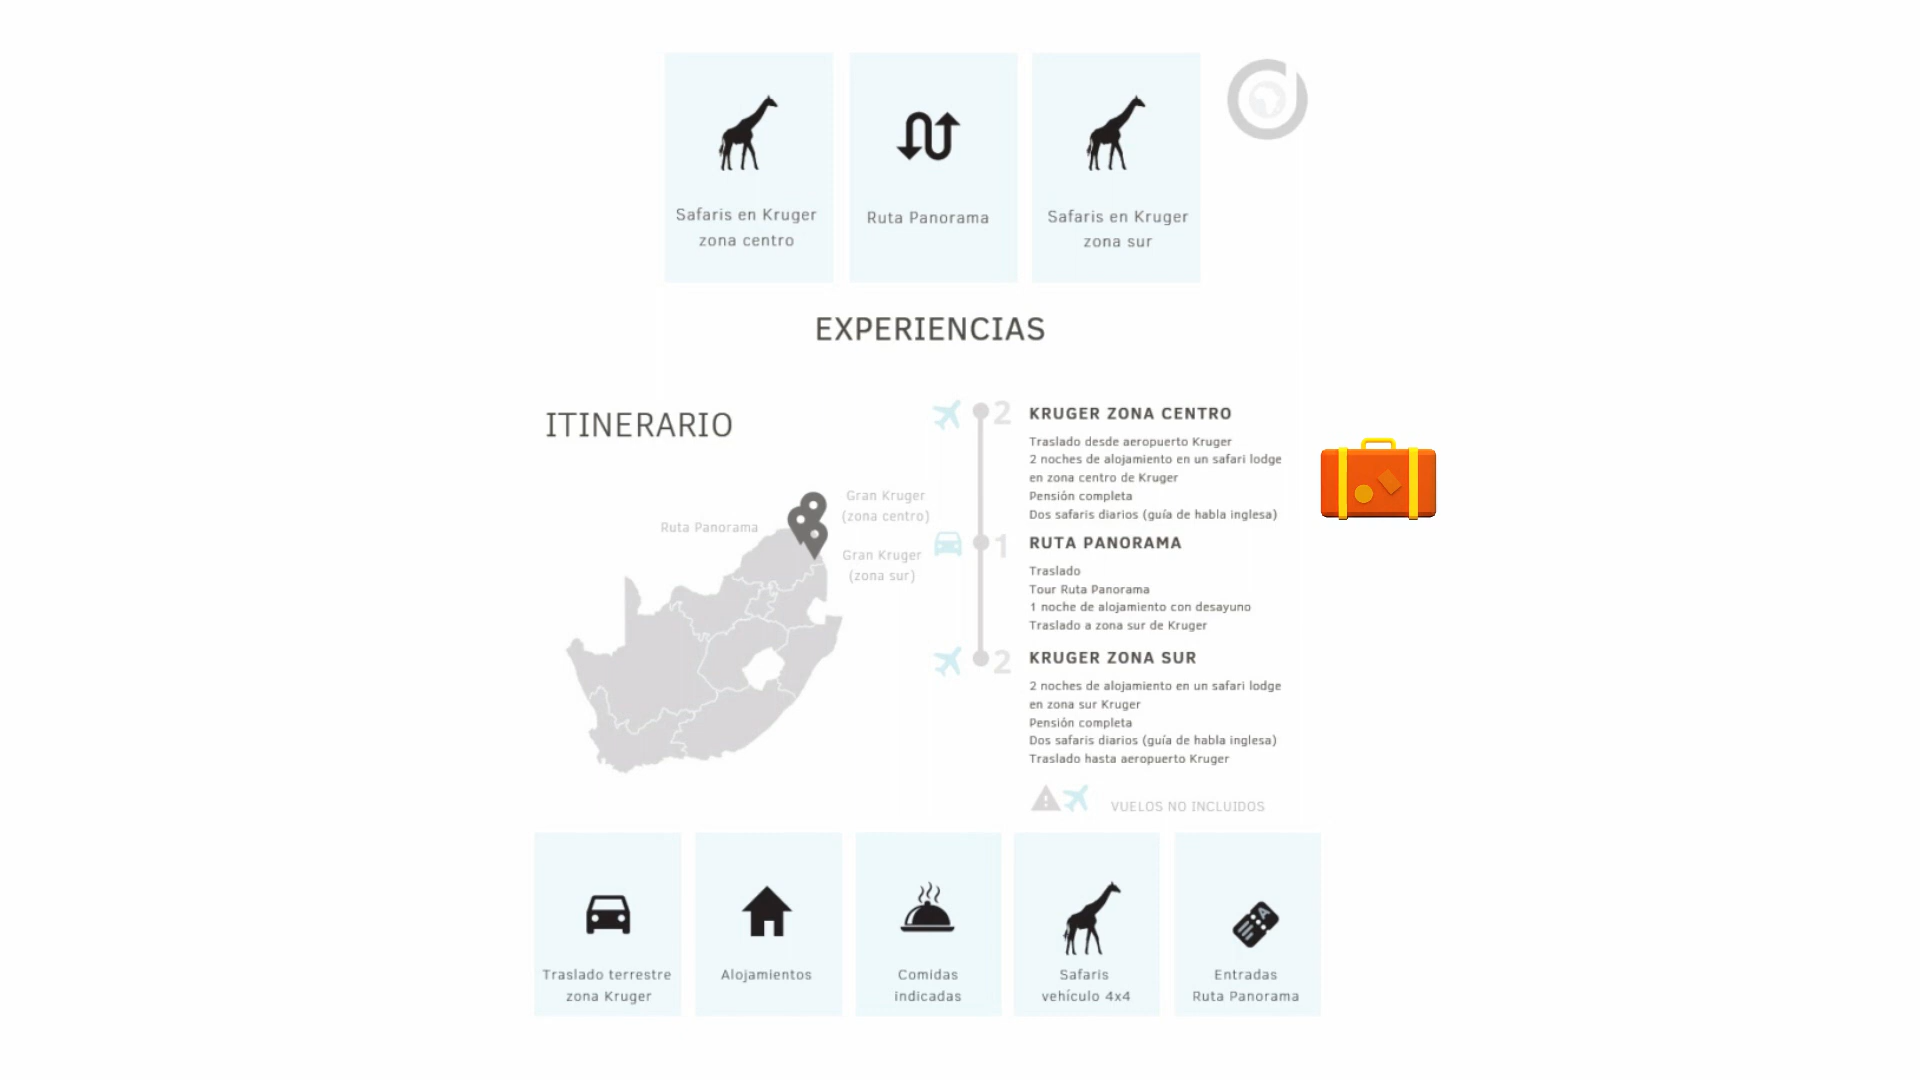 Safaris en Kruger
zona centro
Ruta Panorama
Safaris en Kruger
zona sur
EXPERIENCIAS
ITINERARIO
Ruta Panorama
Gran Kruger
(zona centro)
Gran Kruger
(zona sur)
2
KRUGER ZONA CENTRO
Traslado desde aeropuerto Kruger
2 noches de alojamiento en un safari lodge
en zona centro de Kruger
Pensión completa
Dos safaris diarios (guía de habla inglesa)
1
RUTA PANORAMA
Traslado
Tour Ruta Panorama
1 noche de alojamiento con desayuno
Traslado a zona sur de Kruger
2
KRUGER ZONA SUR
2 noches de alojamiento en un safari lodge
en zona sur Kruger
Pensión completa
Dos safaris diarios (guía de habla inglesa)
Traslado hasta aeropuerto Kruger
VUELOS NO INCLUIDOS
Traslado terrestre
zona Kruger
Alojamientos
Comidas
indicadas
Safaris
vehículo 4x4
Entradas
Ruta Panorama